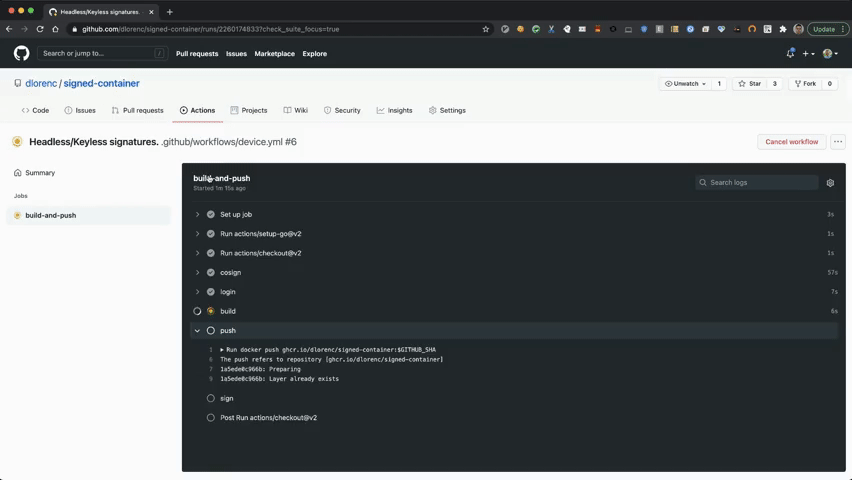 Headless/Keyless signatures.
github.com/dlorenc/signed-container/runs/2260174833?check_suite_focus=true
Update
Search or jump to...
/
Pull requests
Issues
Marketplace
Explore
dlorenc / signed-container
Unwatch
1
Star
3
Fork
0
Code
Issues
Pull requests
Actions
Projects
Wiki
Security
Insights
Settings
Headless/Keyless signatures. .github/workflows/device.yml #6
Cancel workflow
Summary
Jobs
build-and-push
build-and-push
Started 1m 15s ago
Search logs
Set up job
3s
Run actions/setup-go@v2
1s
Run actions/checkout@v2
1s
cosign
57s
login
7s
build
6s
push
1 Run docker push ghcr.io/dlorenc/signed-container:$GITHUB_SHA
6 The push refers to repository [ghcr.io/dlorenc/signed-container]
7 1a5ede0c966b: Preparing
9 1a5ede0c966b: Layer already exists
sign
Post Run actions/checkout@v2